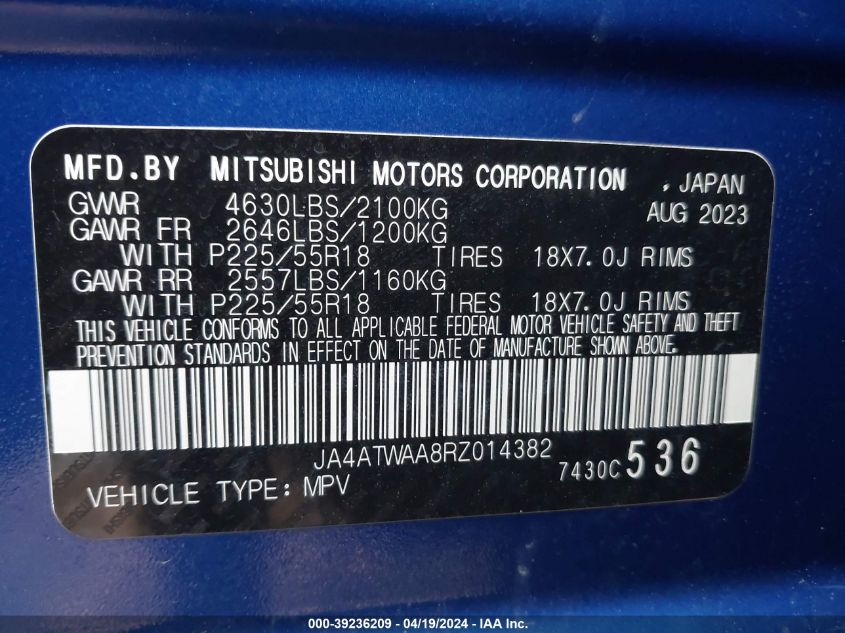 MFD.BY MITSUBISHI MOTORS CORPORATION , JAPAN
GVWR 4630LBS/2100KG AUG 2023
GAWR FR 2646LBS/1200KG
WITH P225/55R18 TIRES 18X7.0J RIMS
GAWR RR 2557LBS/1160KG
WITH P225/55R18 TIRES 18X7.0J RIMS
THIS VEHICLE CONFORMS TO ALL APPLICABLE FEDERAL MOTOR VEHICLE SAFETY AND THEFT
PREVENTION STANDARDS IN EFFECT ON THE DATE OF MANUFACTURE SHOWN ABOVE.
JA4ATWAA8RZ014382 7430C 536
VEHICLE TYPE: MPV
000-39236209 - 04/19/2024 - IAA Inc.